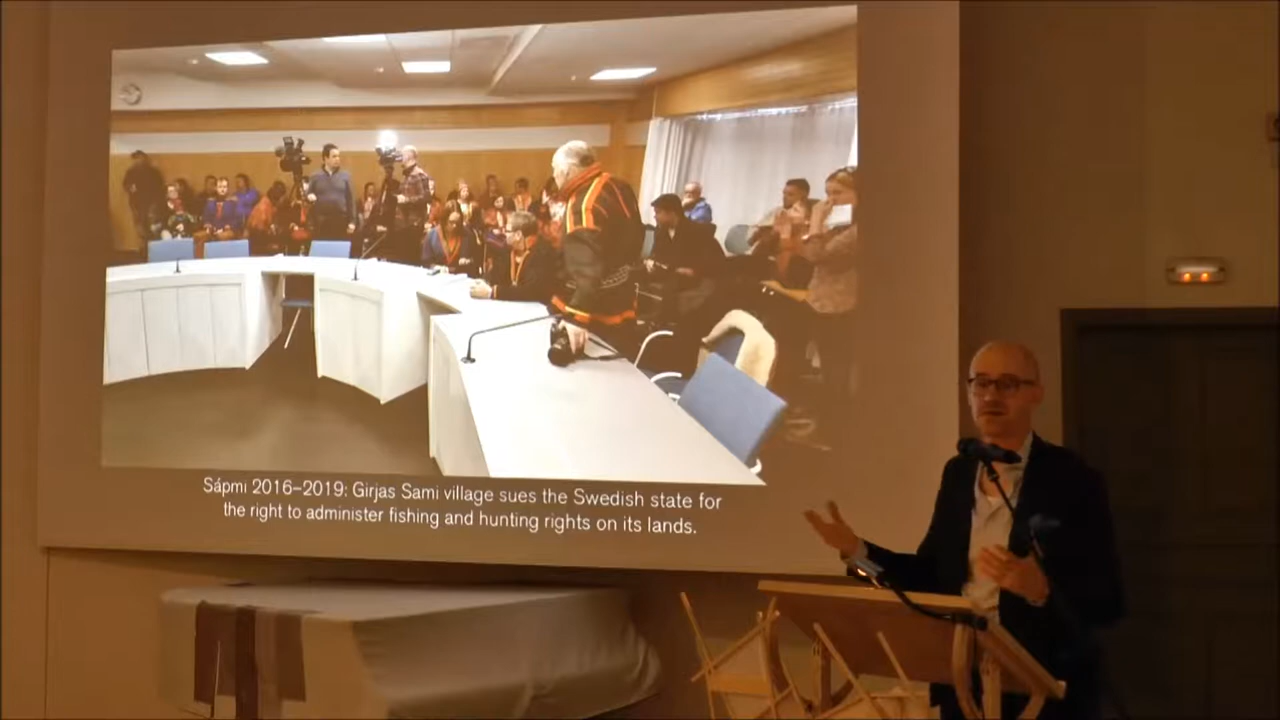 Sápmi 2016–2019: Girjas Sami village sues the Swedish state for
the right to administer fishing and hunting rights on its lands.